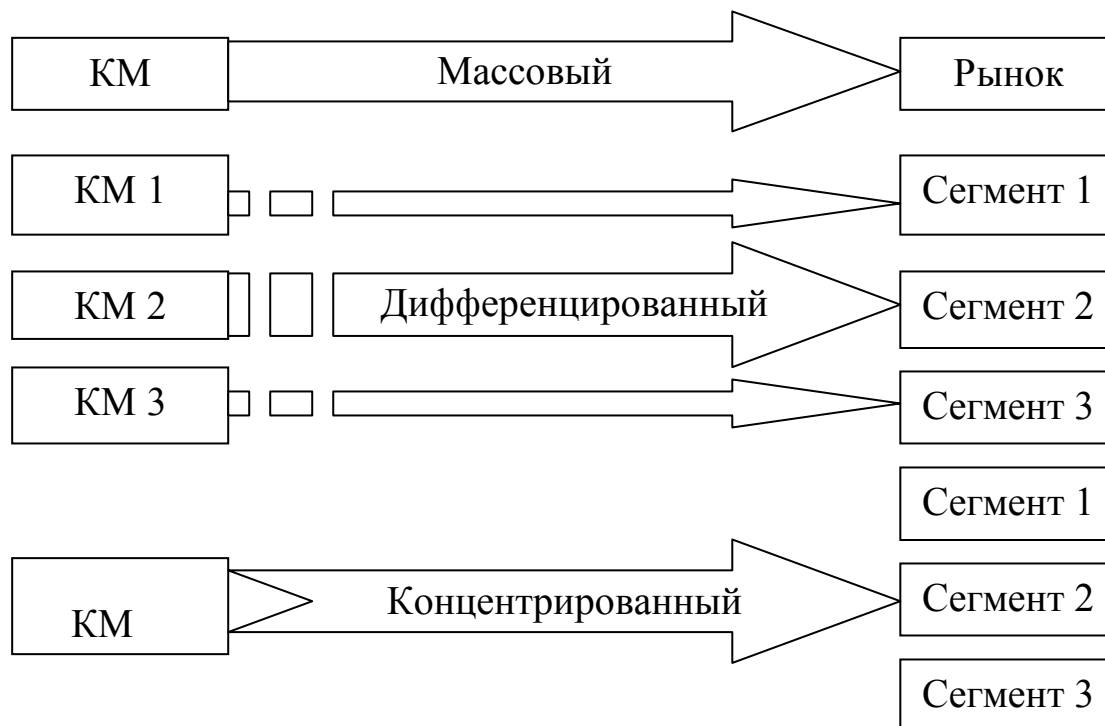 КМ Массовый Рынок
КМ 1 Сегмент 1
КМ 2 Дифференцированный Сегмент 2
КМ 3 Сегмент 3
Сегмент 1
КМ Концентрированный Сегмент 2
Сегмент 3